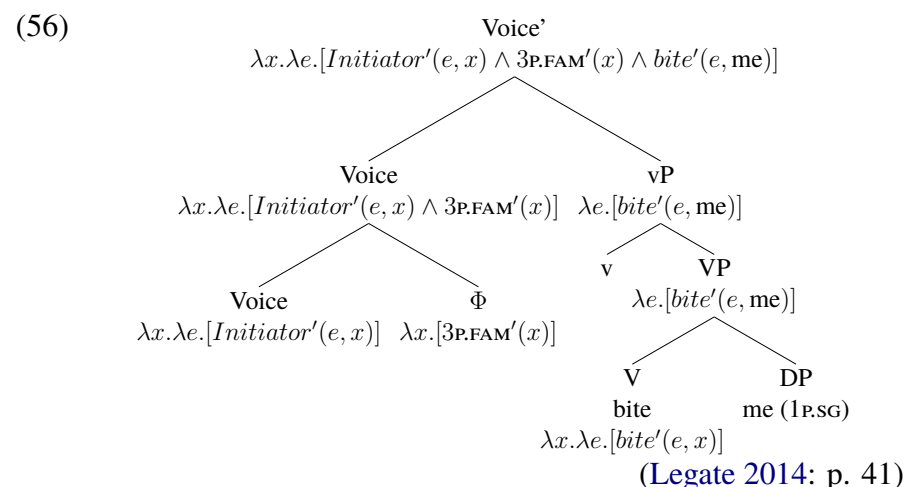 (56)
Voice’
λx.λe.[Initiator′(e, x) ∧ 3P.FAM′(x) ∧ bite′(e, me)]
Voice vP
λx.λe.[Initiator′(e, x) ∧ 3P.FAM′(x)] λe.[bite′(e, me)]
v VP
λe.[bite′(e, me)]
Voice Φ
λx.λe.[Initiator′(e, x)] λx.[3P.FAM′(x)]
V DP
bite me (1P.SG)
λx.λe.[bite′(e, x)]
(Legate 2014: p. 41)